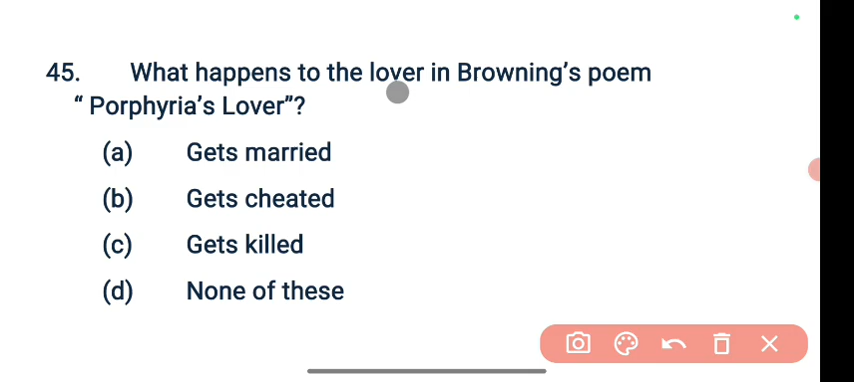 45. What happens to the lover in Browning’s poem
“ Porphyria’s Lover”?
(a) Gets married
(b) Gets cheated
(c) Gets killed
(d) None of these